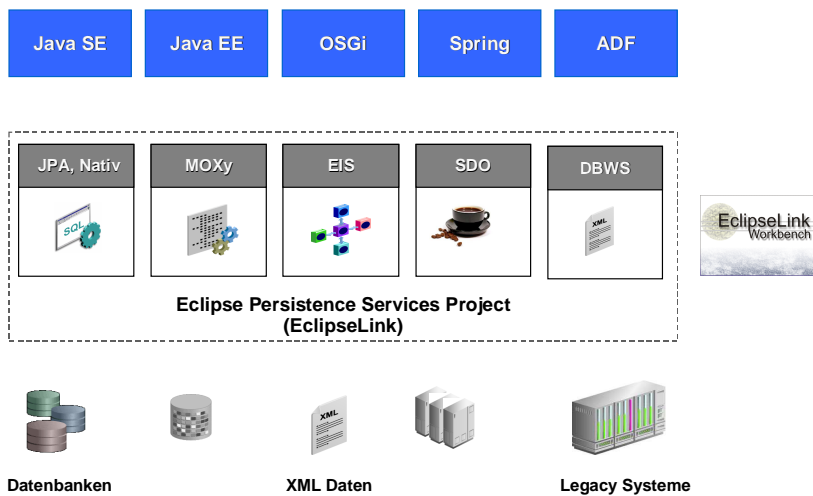 Java SE
Java EE
OSGi
Spring
ADF
JPA, Nativ
MOXy
EIS
SDO
DBWS
SQL
XML
EclipseLink
Workbench
Eclipse Persistence Services Project
(EclipseLink)
XML
Datenbanken
XML Daten
Legacy Systeme